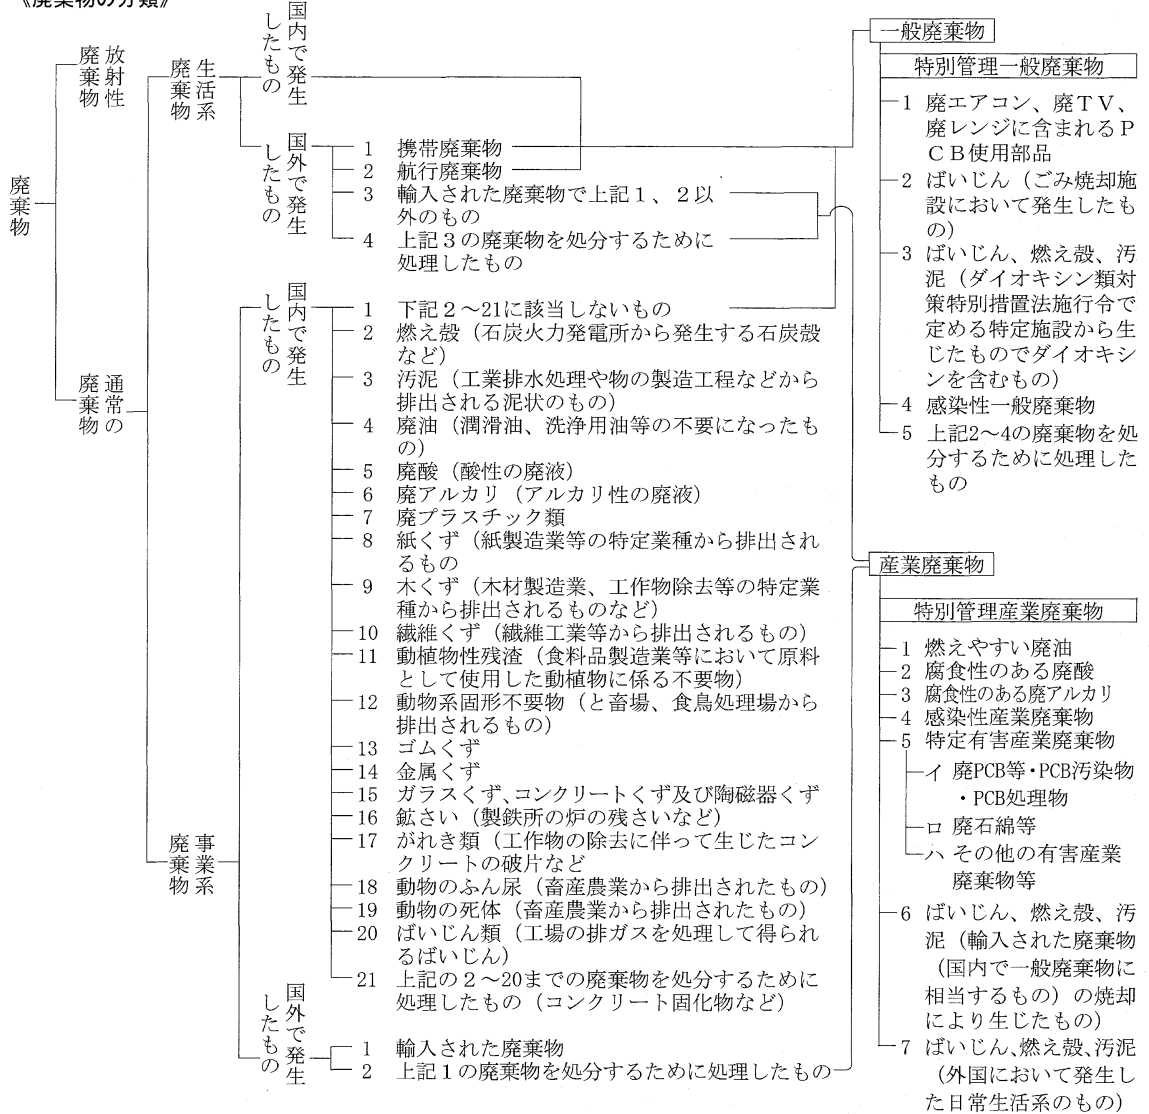 《廃棄物の分類》
廃棄物
放射性
廃棄物
通常の
廃棄物
生活系
廃棄物
事業系
廃棄物
国内で発生
したもの
国外で発生
したもの
1 携帯廃棄物
2 航行廃棄物
3 輸入された廃棄物で上記1、2以
外のもの
4 上記3の廃棄物を処分するために
処理したもの
国内で発生
したもの
1 下記2〜21に該当しないもの
2 燃え殻（石炭火力発電所から発生する石炭殻
など）
3 汚泥（工業排水処理や物の製造工程などから
排出される泥状のもの）
4 廃油（潤滑油、洗浄用油等の不要になったも
の）
5 廃酸（酸性の廃液）
6 廃アルカリ（アルカリ性の廃液）
7 廃プラスチック類
8 紙くず（紙製造業等の特定業種から排出され
るもの
9 木くず（木材製造業、工作物除去等の特定業
種から排出されるものなど）
10 繊維くず（繊維工業等から排出されるもの）
11 動植物性残渣（食料品製造業等において原料
として使用した動植物に係る不要物）
12 動物系固形不要物（と畜場、食鳥処理場から
排出されるもの）
13 ゴムくず
14 金属くず
15 ガラスくず、コンクリートくず及び陶磁器くず
16 鉱さい（製鉄所の炉の残さいなど）
17 がれき類（工作物の除去に伴って生じたコン
クリートの破片など
18 動物のふん尿（畜産農業から排出されたもの）
19 動物の死体（畜産農業から排出されたもの）
20 ばいじん類（工場の排ガスを処理して得られ
るばいじん）
21 上記の2〜20までの廃棄物を処分するために
処理したもの（コンクリート固化物など）
国外で発生
したもの
1 輸入された廃棄物
2 上記1の廃棄物を処分するために処理したもの
一般廃棄物
特別管理一般廃棄物
1 廃エアコン、廃TV、
廃レンジに含まれるP
CB使用部品
2 ばいじん（ごみ焼却施
設において発生したも
の）
3 ばいじん、燃え殻、汚
泥（ダイオキシン類対
策特別措置法施行令で
定める特定施設から生
じたものでダイオキシ
ンを含むもの）
4 感染性一般廃棄物
5 上記2〜4の廃棄物を処
分するために処理した
もの
産業廃棄物
特別管理産業廃棄物
1 燃えやすい廃油
2 腐食性のある廃酸
3 腐食性のある廃アルカリ
4 感染性産業廃棄物
5 特定有害産業廃棄物
イ 廃PCB等・PCB汚染物
・PCB処理物
ロ 廃石綿等
ハ その他の有害産業
廃棄物等
6 ばいじん、燃え殻、汚
泥（輸入された廃棄物
（国内で一般廃棄物に
相当するもの）の焼却
により生じたもの）
7 ばいじん、燃え殻、汚泥
（外国において発生し
た日常生活系のもの）